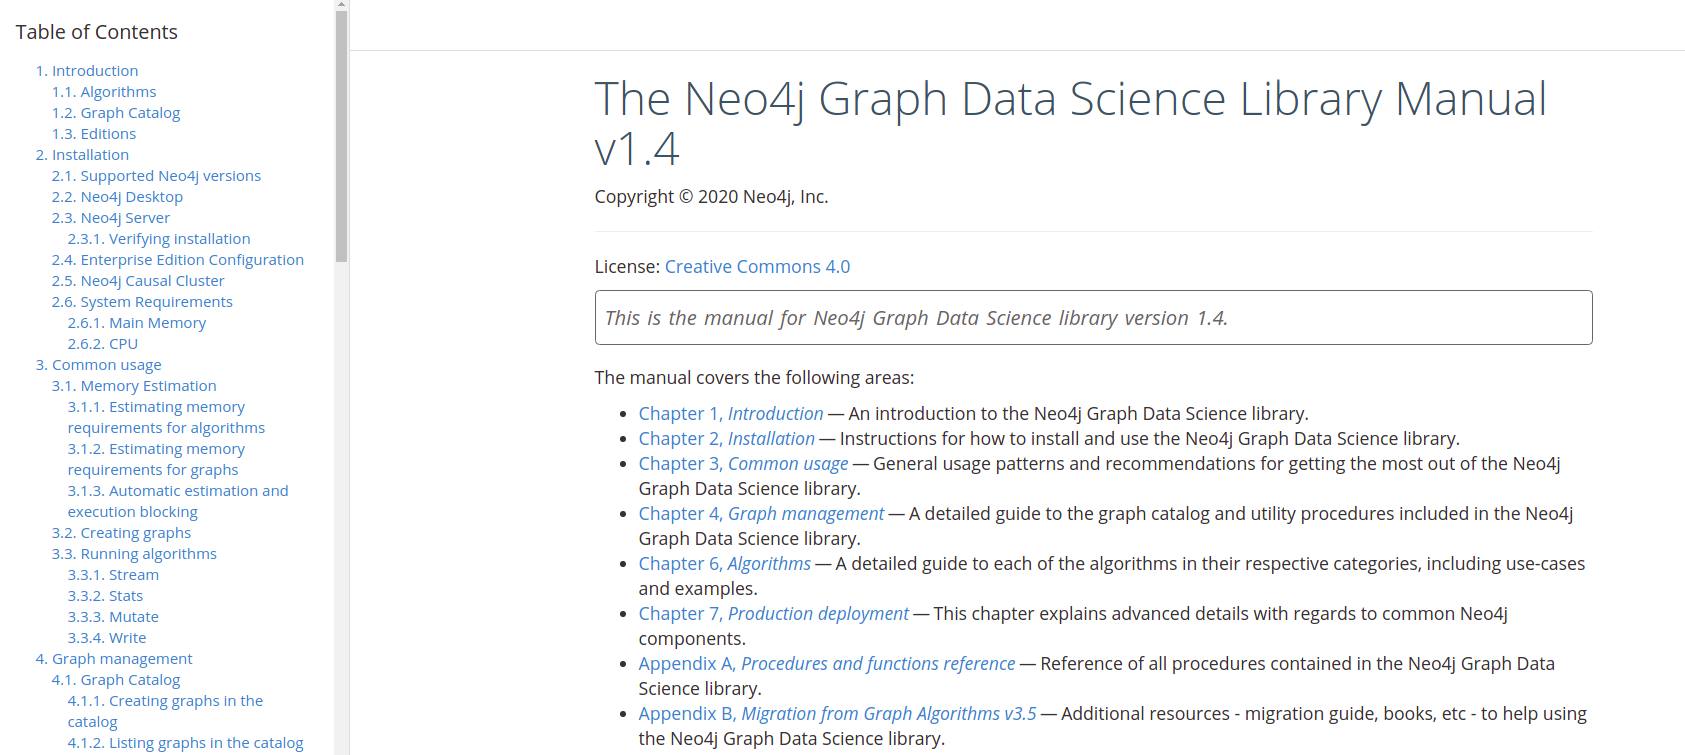 Table of Contents
1. Introduction
1.1. Algorithms
1.2. Graph Catalog
1.3. Editions
2. Installation
2.1. Supported Neo4j versions
2.2. Neo4j Desktop
2.3. Neo4j Server
2.3.1. Verifying installation
2.4. Enterprise Edition Configuration
2.5. Neo4j Causal Cluster
2.6. System Requirements
2.6.1. Main Memory
2.6.2. CPU
3. Common usage
3.1. Memory Estimation
3.1.1. Estimating memory
requirements for algorithms
3.1.2. Estimating memory
requirements for graphs
3.1.3. Automatic estimation and
execution blocking
3.2. Creating graphs
3.3. Running algorithms
3.3.1. Stream
3.3.2. Stats
3.3.3. Mutate
3.3.4. Write
4. Graph management
4.1. Graph Catalog
4.1.1. Creating graphs in the
catalog
4.1.2. Listing graphs in the catalog
The Neo4j Graph Data Science Library Manual
v1.4
Copyright © 2020 Neo4j, Inc.
License: Creative Commons 4.0
This is the manual for Neo4j Graph Data Science library version 1.4.
The manual covers the following areas:
• Chapter 1, Introduction — An introduction to the Neo4j Graph Data Science library.
• Chapter 2, Installation — Instructions for how to install and use the Neo4j Graph Data Science library.
• Chapter 3, Common usage — General usage patterns and recommendations for getting the most out of the Neo4j
Graph Data Science library.
• Chapter 4, Graph management — A detailed guide to the graph catalog and utility procedures included in the Neo4j
Graph Data Science library.
• Chapter 6, Algorithms — A detailed guide to each of the algorithms in their respective categories, including use-cases
and examples.
• Chapter 7, Production deployment — This chapter explains advanced details with regards to common Neo4j
components.
• Appendix A, Procedures and functions reference — Reference of all procedures contained in the Neo4j Graph Data
Science library.
• Appendix B, Migration from Graph Algorithms v3.5 — Additional resources - migration guide, books, etc - to help using
the Neo4j Graph Data Science library.